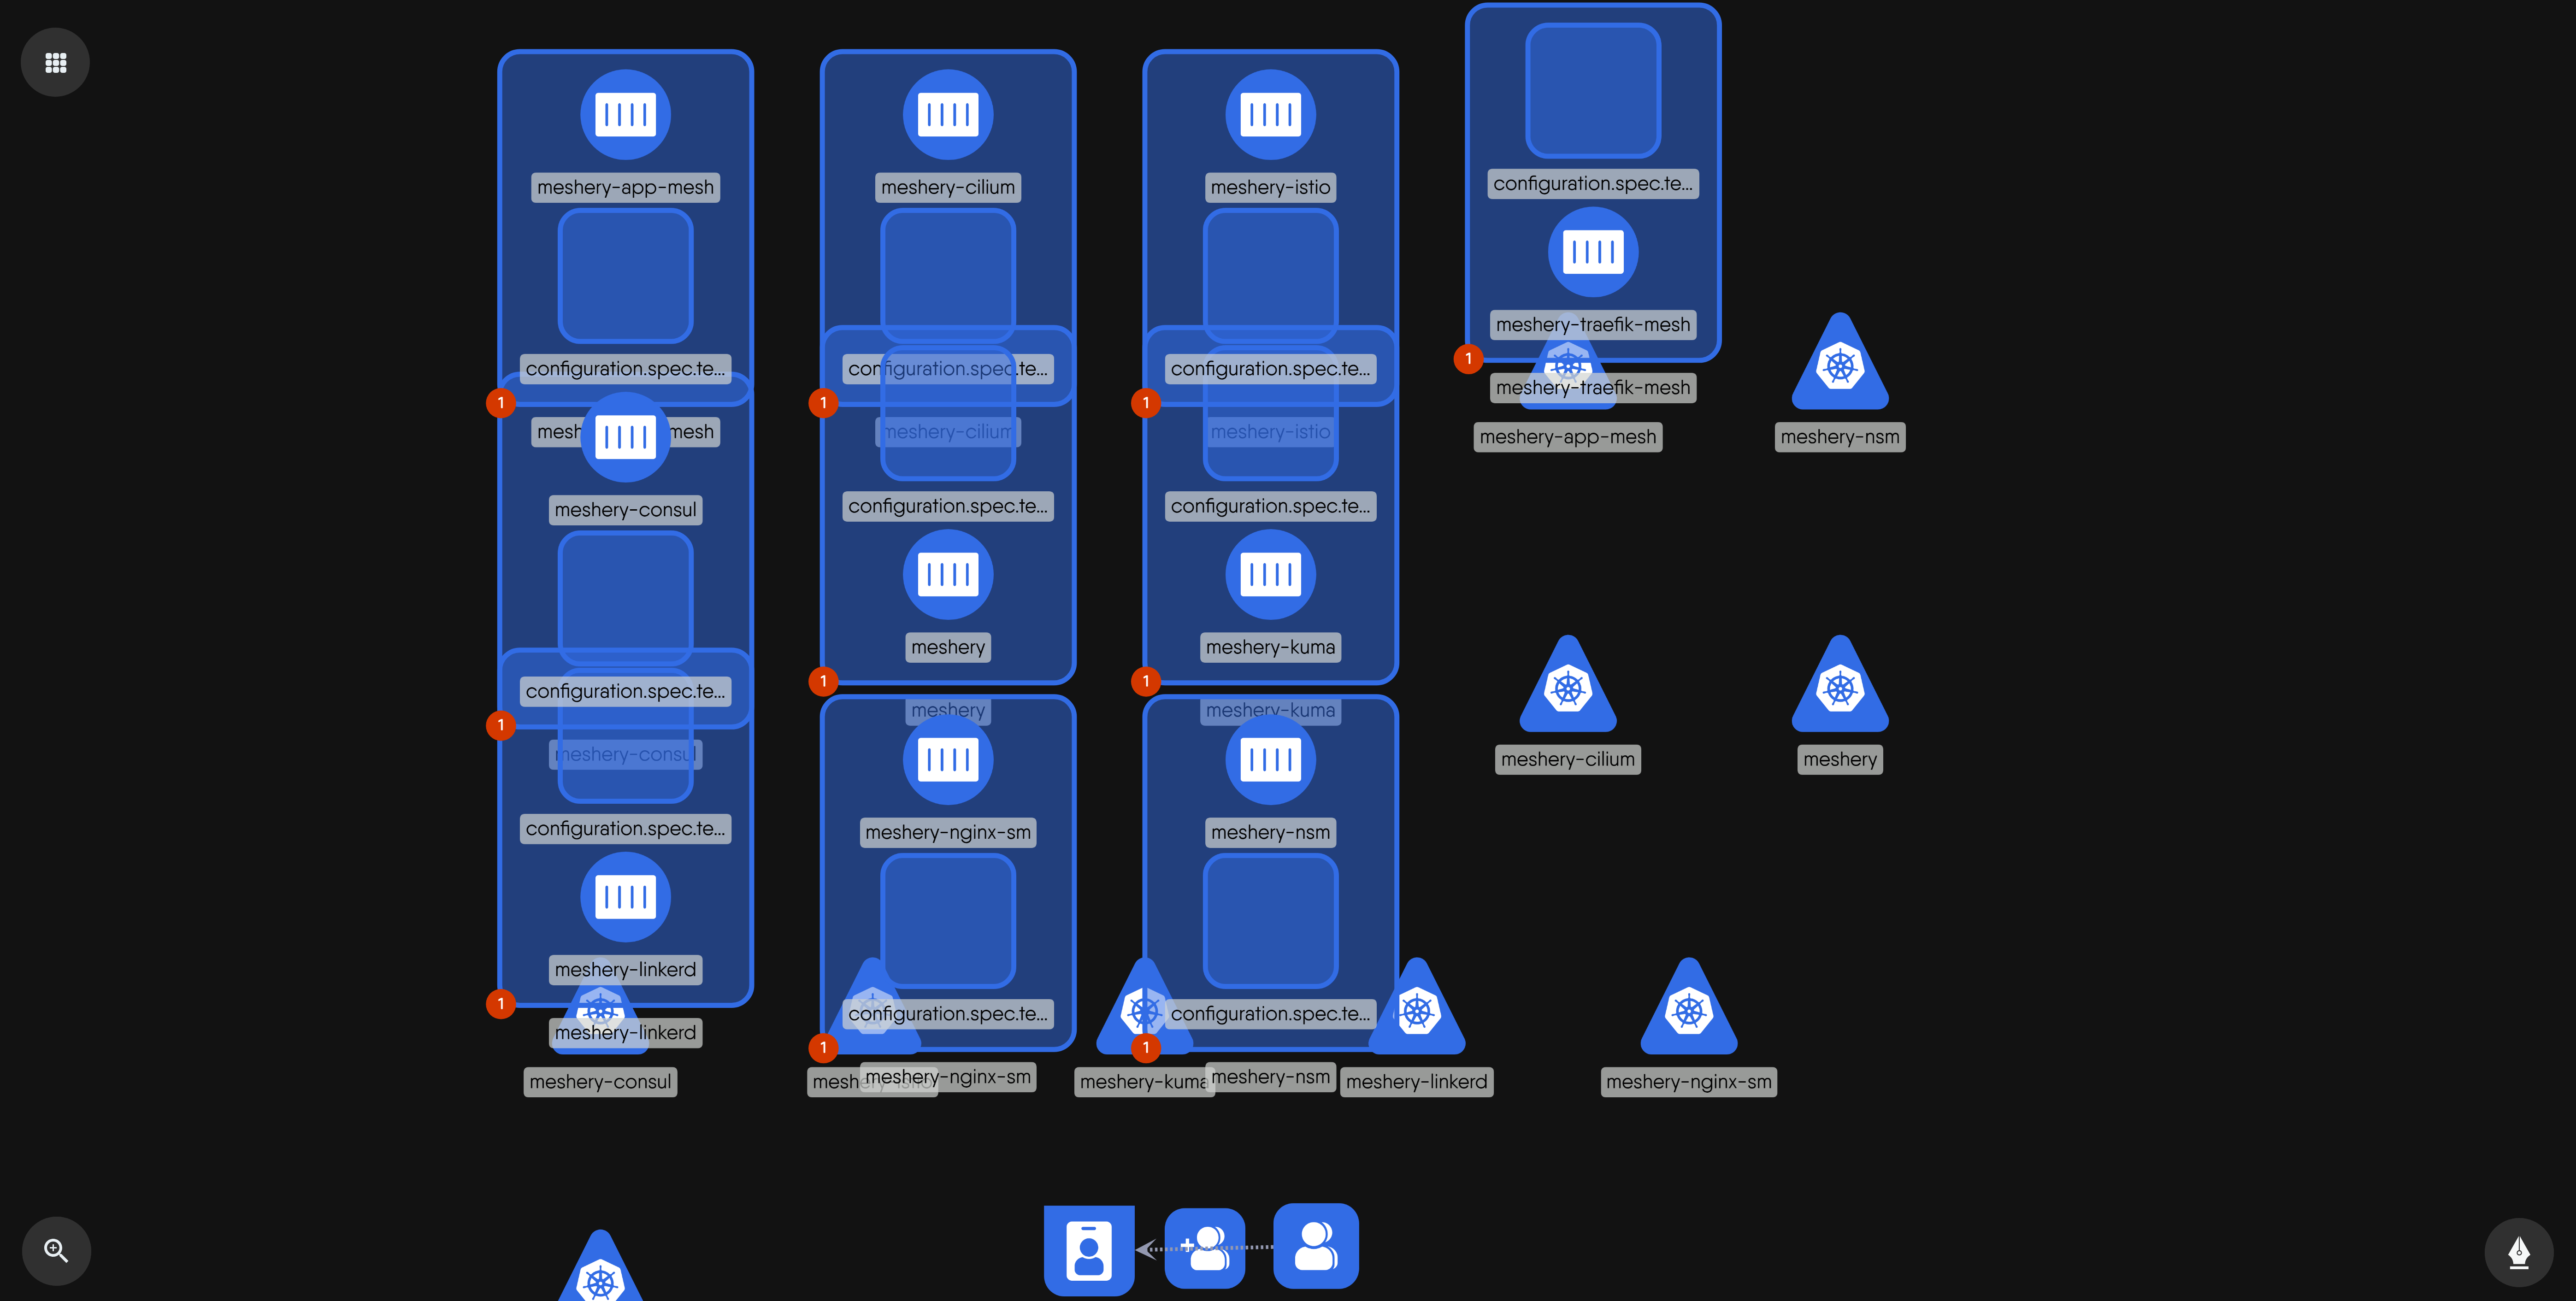 meshery-app-mesh
configuration.spec.te...
1
mesh
mesh
meshery-consul
configuration.spec.te...
1
meshery-consul
configuration.spec.te...
meshery-linkerd
1
meshery-linkerd
meshery-consul
meshery-cilium
configuration.spec.te...
1
meshery-cilium
configuration.spec.te...
meshery
1
meshery
meshery-nginx-sm
configuration.spec.te...
1
meshery-nginx-sm
meshery-istio
configuration.spec.te...
1
meshery-istio
configuration.spec.te...
meshery-kuma
1
meshery-kuma
meshery-nsm
configuration.spec.te...
1
meshery-kuma
meshery-nsm
meshery-linkerd
configuration.spec.te...
meshery-traefik-mesh
1
meshery-traefik-mesh
meshery-app-mesh
meshery-nsm
meshery-cilium
meshery
meshery-nginx-sm